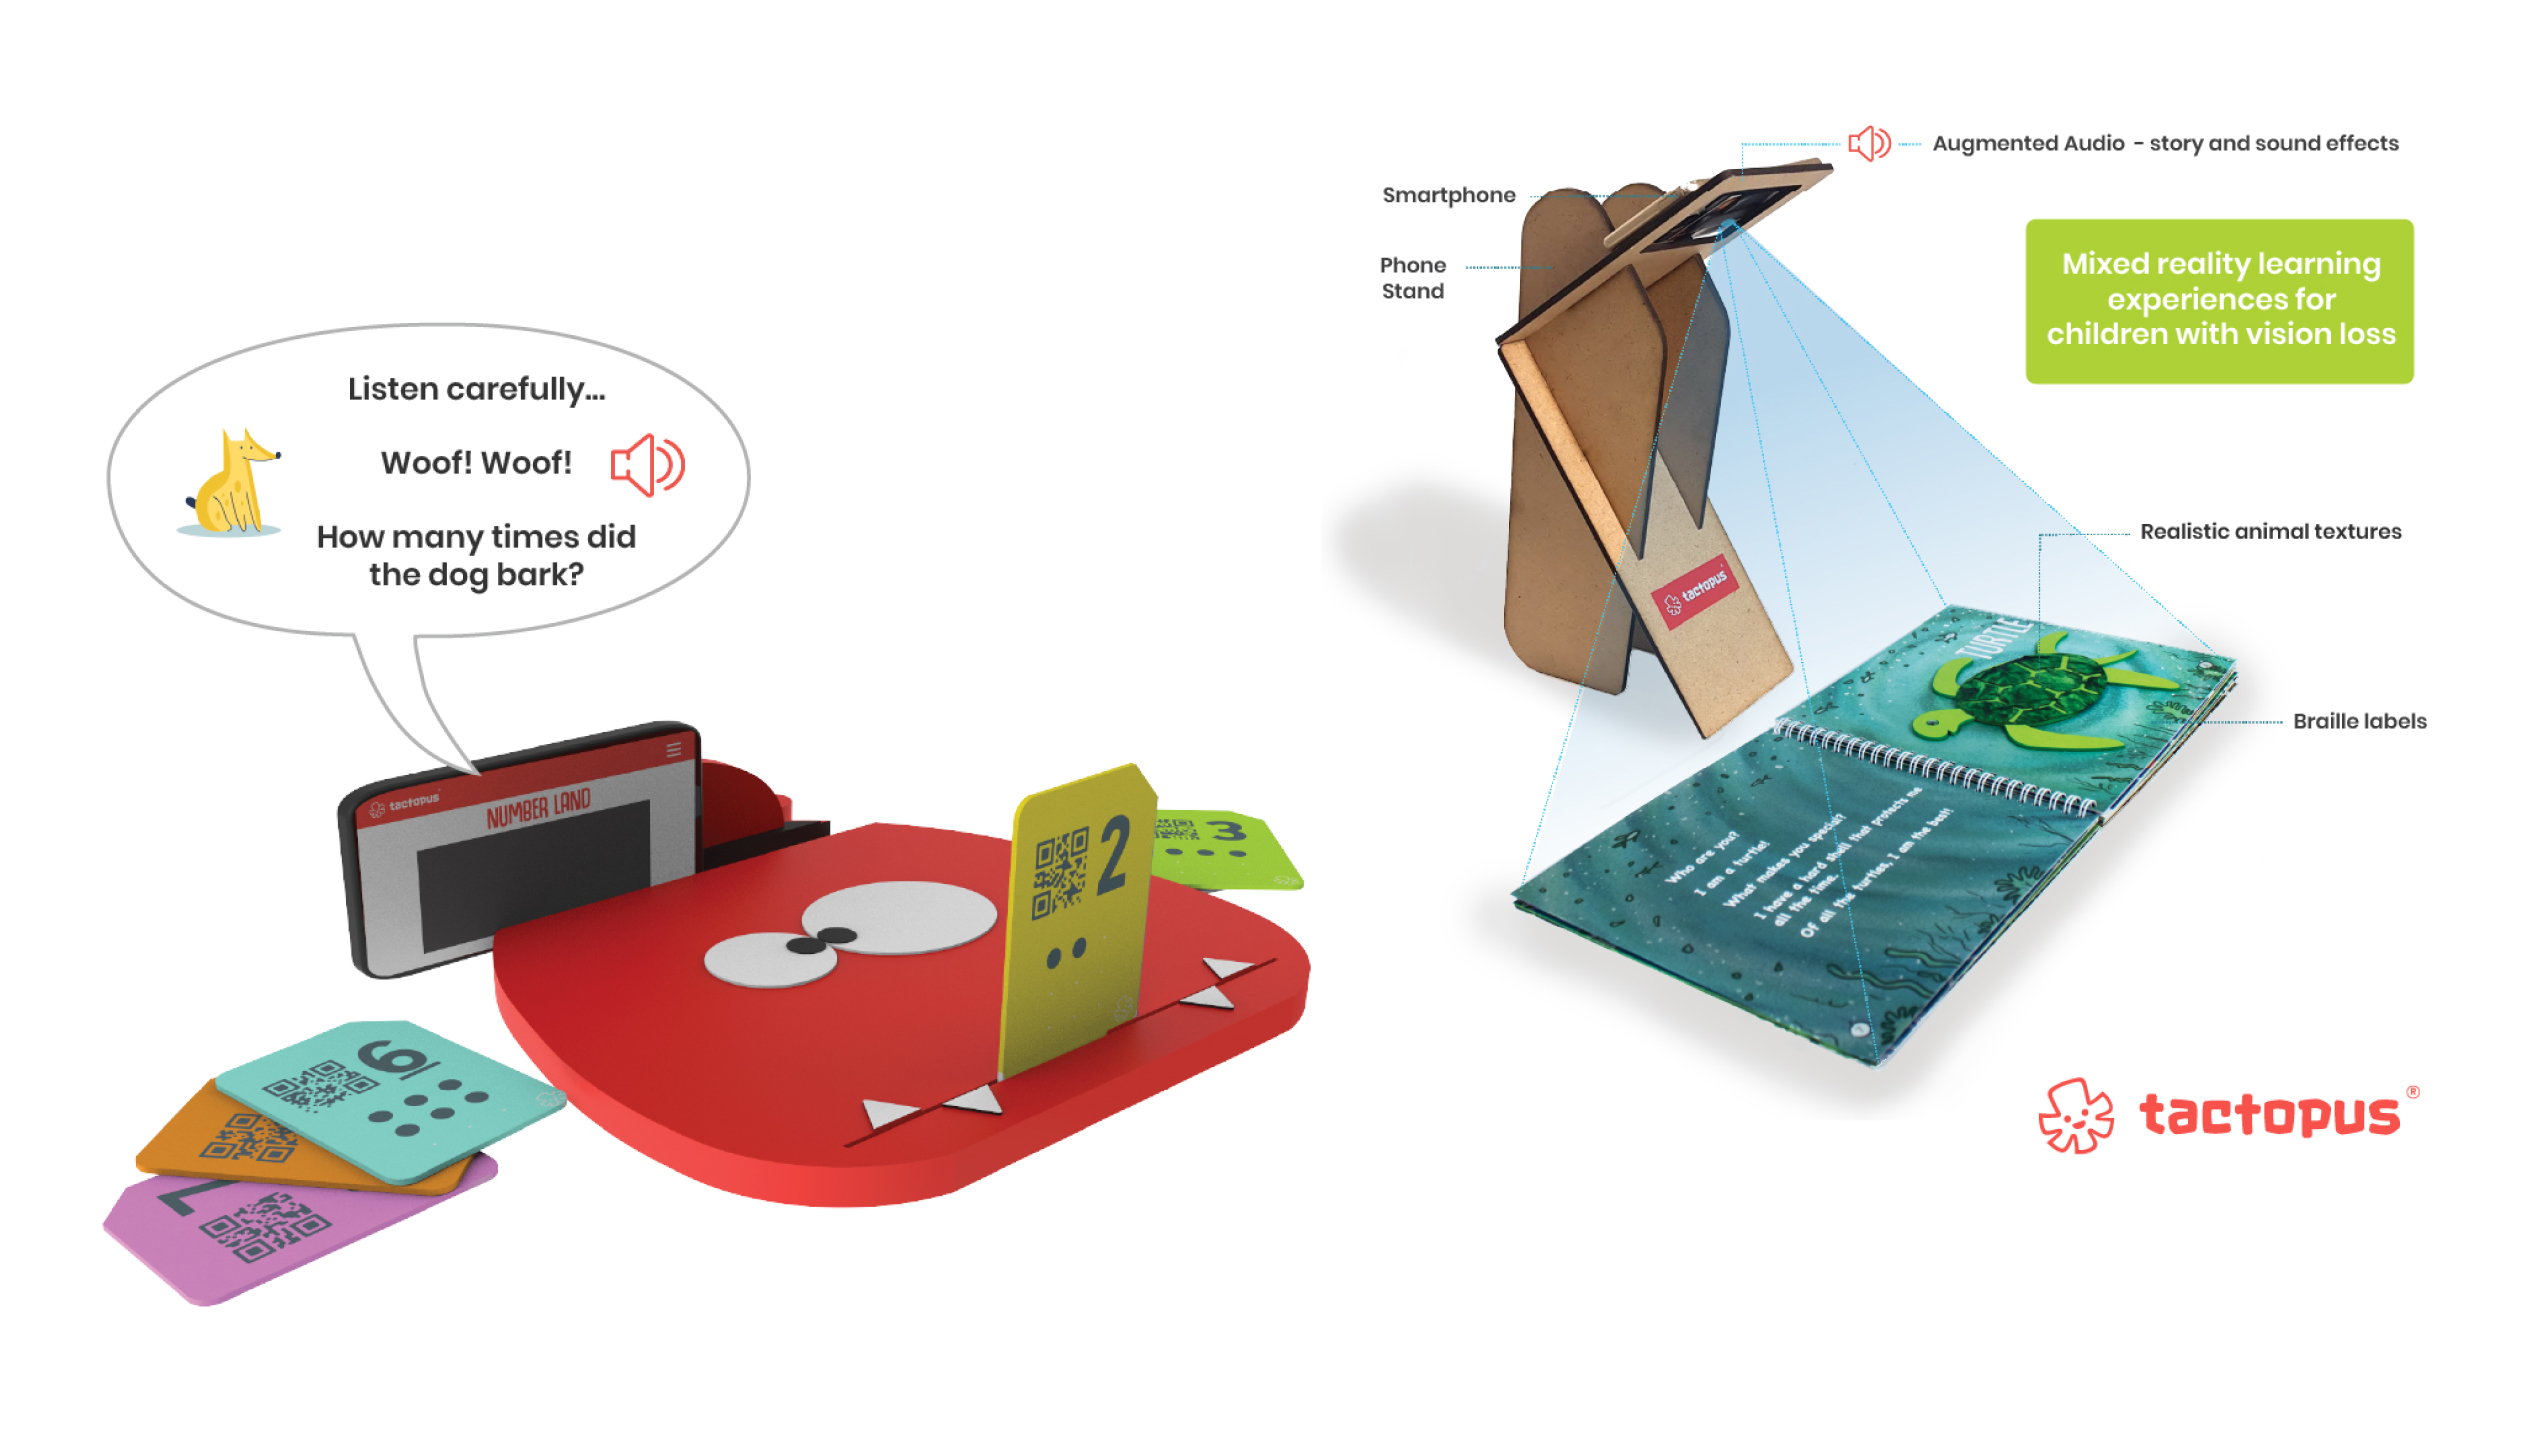 Listen carefully...
Woof! Woof!
How many times did
the dog bark?
tactopus
NUMBER LAND
2
3
6
1
Augmented Audio - story and sound effects
Smartphone
Phone
Stand
Mixed reality learning
experiences for
children with vision loss
tactopus
Realistic animal textures
TURTLE
Braille labels
Who are you?
I am a turtle!
What makes you special?
I have a hard shell that protects me
all the time.
Of all the turtles, I am the best!
tactopus®